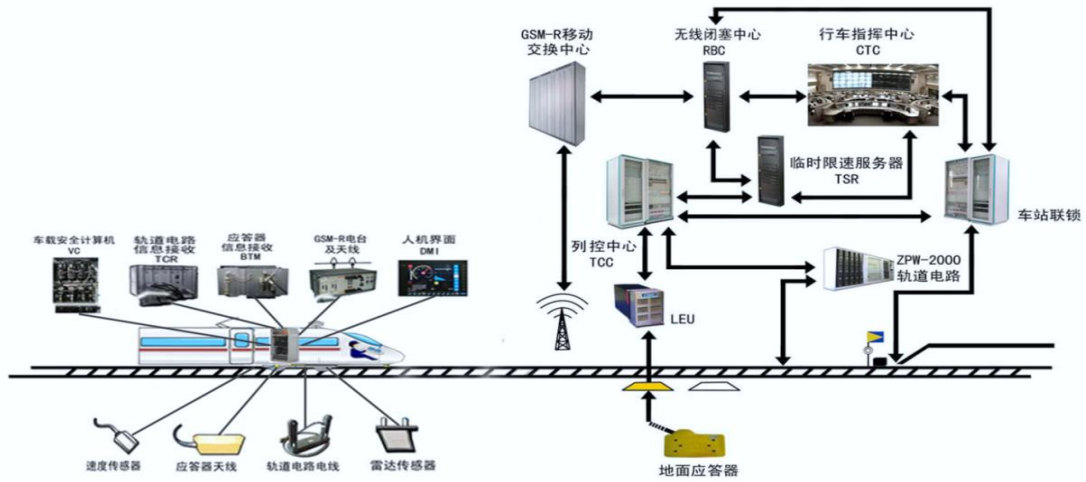 GSM-R移动
交换中心
无线闭塞中心
RBC
行车指挥中心
CTC
临时限速服务器
TSR
车站联锁
列控中心
TCC
ZPW-2000
轨道电路
LEU
车载安全计算机
VC
轨道电路
信息接收
TCR
应答器
信息接收
BTM
GSM-R电台
及天线
人机界面
DMI
速度传感器
应答器天线
轨道电路电线
雷达传感器
地面应答器